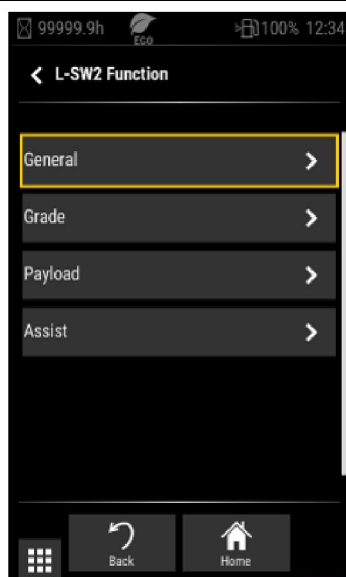 99999.9h ECO 100% 12:34
L-SW2 Function
General
Grade
Payload
Assist
Back Home